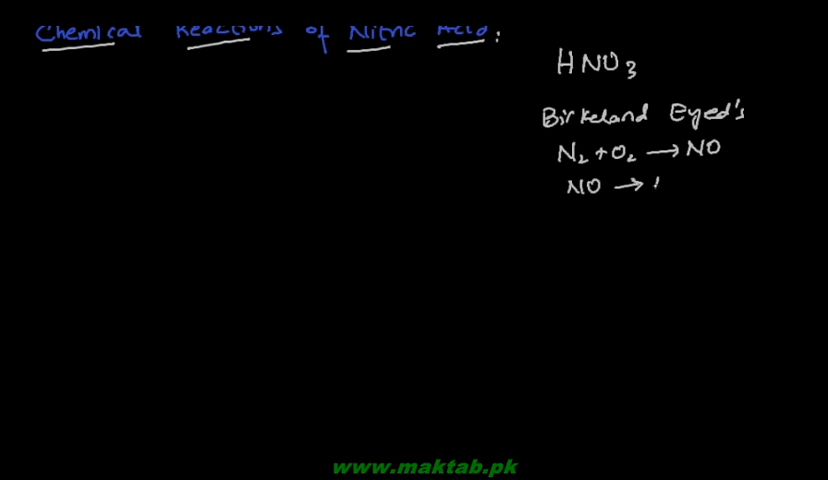 Chemical Reactions of Nitric Acid :
HNO3
Birkeland Eyed's
N2 + O2 → NO
NO →
www.maktab.pk